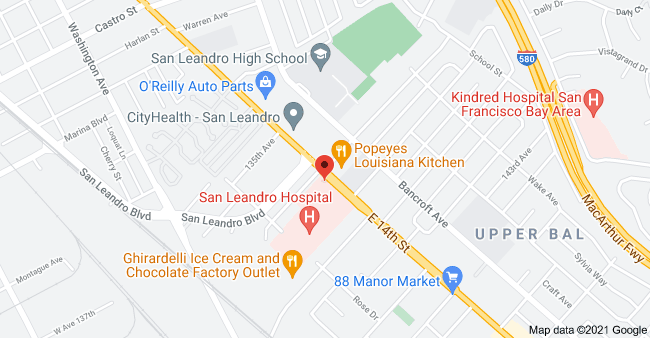 Castro St
Warren Ave
Daily Dr
Darly Ct
Harlan St
Washington Ave
San Leandro High School
School St
580
Vistagrand Dr
O'Reilly Auto Parts
Kindred Hospital San
Francisco Bay Area
H
CityHealth - San Leandro
Marina Blvd
Loquat Ln
Cherry St
135th Ave
Popeyes
Louisiana Kitchen
143rd Ave
Wake Ave
San Leandro Blvd
San Leandro Hospital
H
Bancroft Ave
MacArthur Fwy
San Leandro Blvd
E 14th St
UPPER BAL
Ghirardelli Ice Cream and
Chocolate Factory Outlet
Montague Ave
88 Manor Market
Sylvia Way
Craft Ave
Rose Dr
W Ave 137th
Map data ©2021 Google